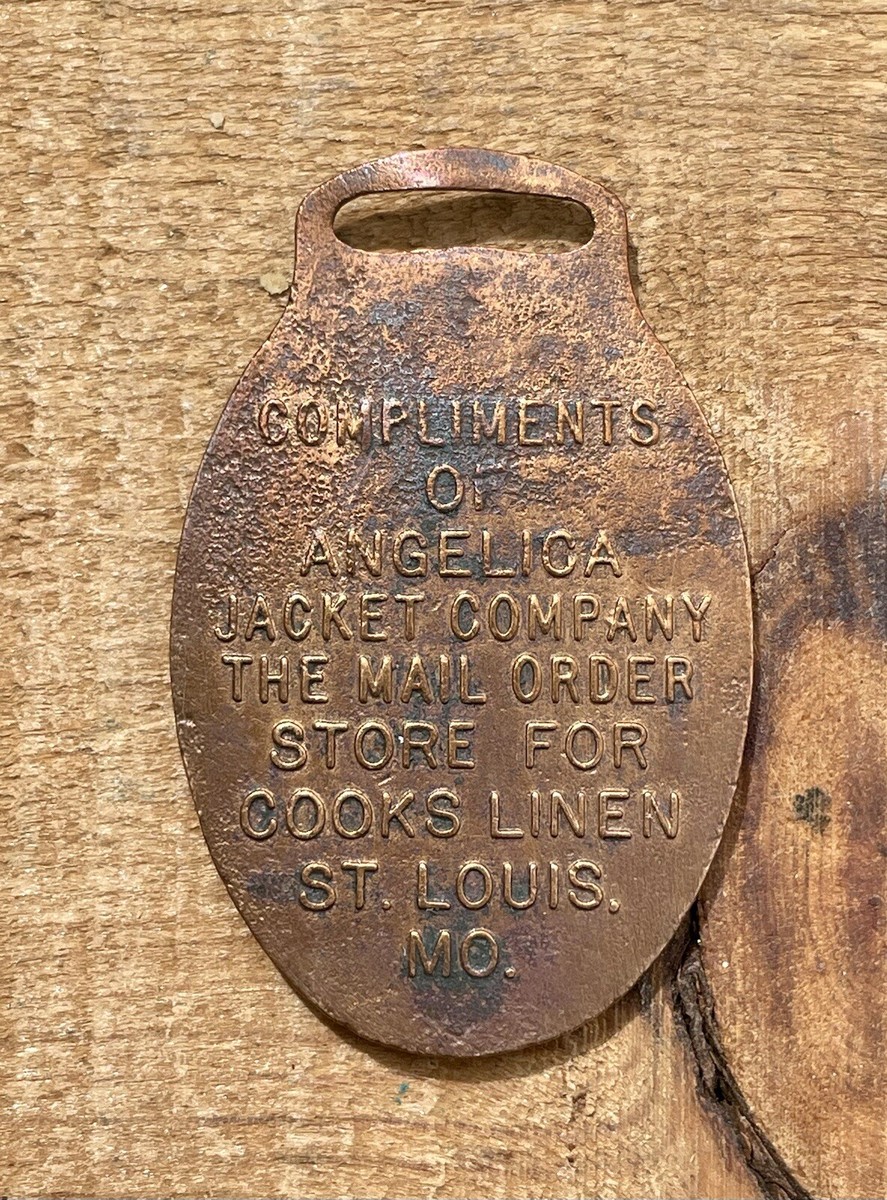 COMPLIMENTS
OF
ANGELICA
JACKET COMPANY
THE MAIL ORDER
STORE FOR
COOKS LINEN
ST. LOUIS.
MO.